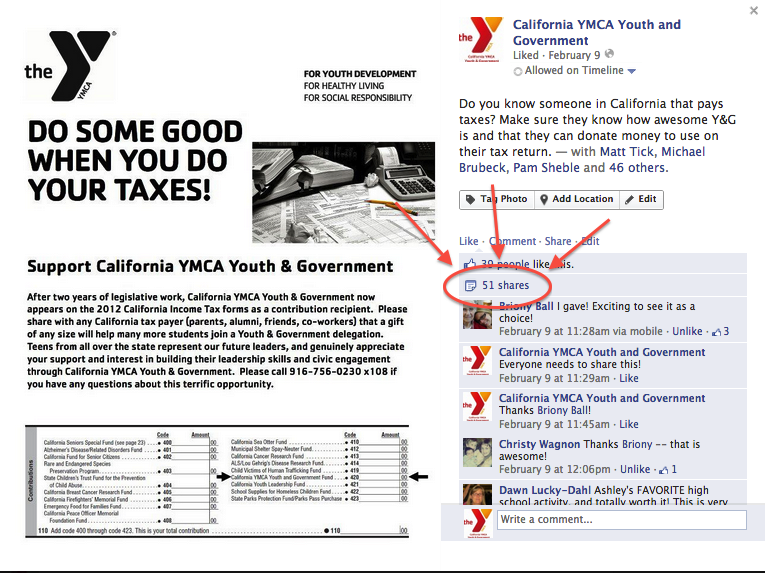 the
YMCA
®
FOR YOUTH DEVELOPMENT
FOR HEALTHY LIVING
FOR SOCIAL RESPONSIBILITY
DO SOME GOOD
WHEN YOU DO
YOUR TAXES!
Support California YMCA Youth & Government
After two years of legislative work, California YMCA Youth & Government now
appears on the 2012 California Income Tax forms as a contribution recipient. Please
share with any California tax payer (parents, alumni, friends, co-workers) that a gift
of any size will help many more students join a Youth & Government delegation.
Teens from all over the state represent our future leaders, and genuinely appreciate
your support and interest in building their leadership skills and civic engagement
through California YMCA Youth & Government. Please call 916-756-0230 x108 if
you have any questions about this terrific opportunity.
Contributions
Code Amount
California Seniors Special Fund (see page 23) .... ● 400 00
Alzheimer's Disease/Related Disorders Fund ... ● 401 00
California Fund for Senior Citizens ... ● 402 00
Rare and Endangered Species
Preservation Program ... ● 403 00
State Children's Trust Fund for the Prevention
of Child Abuse ... ● 404 00
California Breast Cancer Research Fund ... ● 405 00
California Firefighters' Memorial Fund ... ● 406 00
Emergency Food for Families Fund ... ● 407 00
California Peace Officer Memorial
Foundation Fund ... ● 408 00
Code Amount
California Sea Otter Fund ... ● 410 00
Municipal Shelter Spay-Neuter Fund ... ● 412 00
California Cancer Research Fund ... ● 413 00
ALS/Lou Gehrig's Disease Research Fund ... ● 414 00
Child Victims of Human Trafficking Fund ... ● 419 00
California YMCA Youth and Government Fund ... ● 420 00
California Youth Leadership Fund ... ● 421 00
School Supplies for Homeless Children Fund ... ● 422 00
State Parks Protection Fund/Parks Pass Purchase ● 423 00
110 Add code 400 through code 423. This is your total contribution ... ● 110 00
×
the
California YMCA Youth and
Government
Liked · February 9
Allowed on Timeline
Do you know someone in California that pays
taxes? Make sure they know how awesome Y&G
is and that they can donate money to use on
their tax return. — with Matt Tick, Michael
Brubeck, Pam Sheble and 46 others.
Tag Photo Add Location Edit
Like · Comment · Share · Edit
39 people like this.
51 shares
Briony Ball I gave! Exciting to see it as a
choice!
February 9 at 11:28am via mobile · Unlike · 3
the
California YMCA Youth and Government
Everyone needs to share this!
February 9 at 11:29am · Like
the
California YMCA Youth and Government
Thanks Briony Ball!
February 9 at 11:45am · Like
Christy Wagnon Thanks Briony -- that is
awesome!
February 9 at 12:06pm · Unlike · 1
Dawn Lucky-Dahl Ashley's FAVORITE high
school activity, and totally worth it! This is very
the
Write a comment...